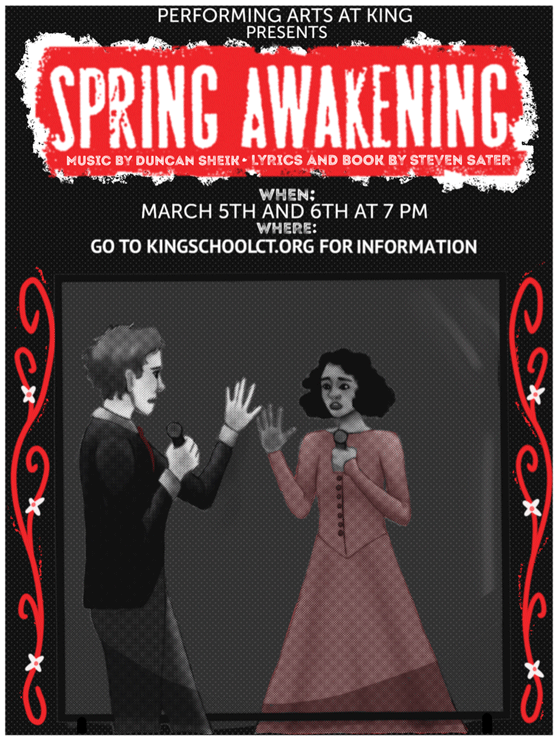 PERFORMING ARTS AT KING
PRESENTS
SPRING AWAKENING
MUSIC BY DUNCAN SHEIK • LYRICS AND BOOK BY STEVEN SATER
WHEN:
MARCH 5TH AND 6TH AT 7 PM
WHERE:
GO TO KINGSCHOOLCT.ORG FOR INFORMATION